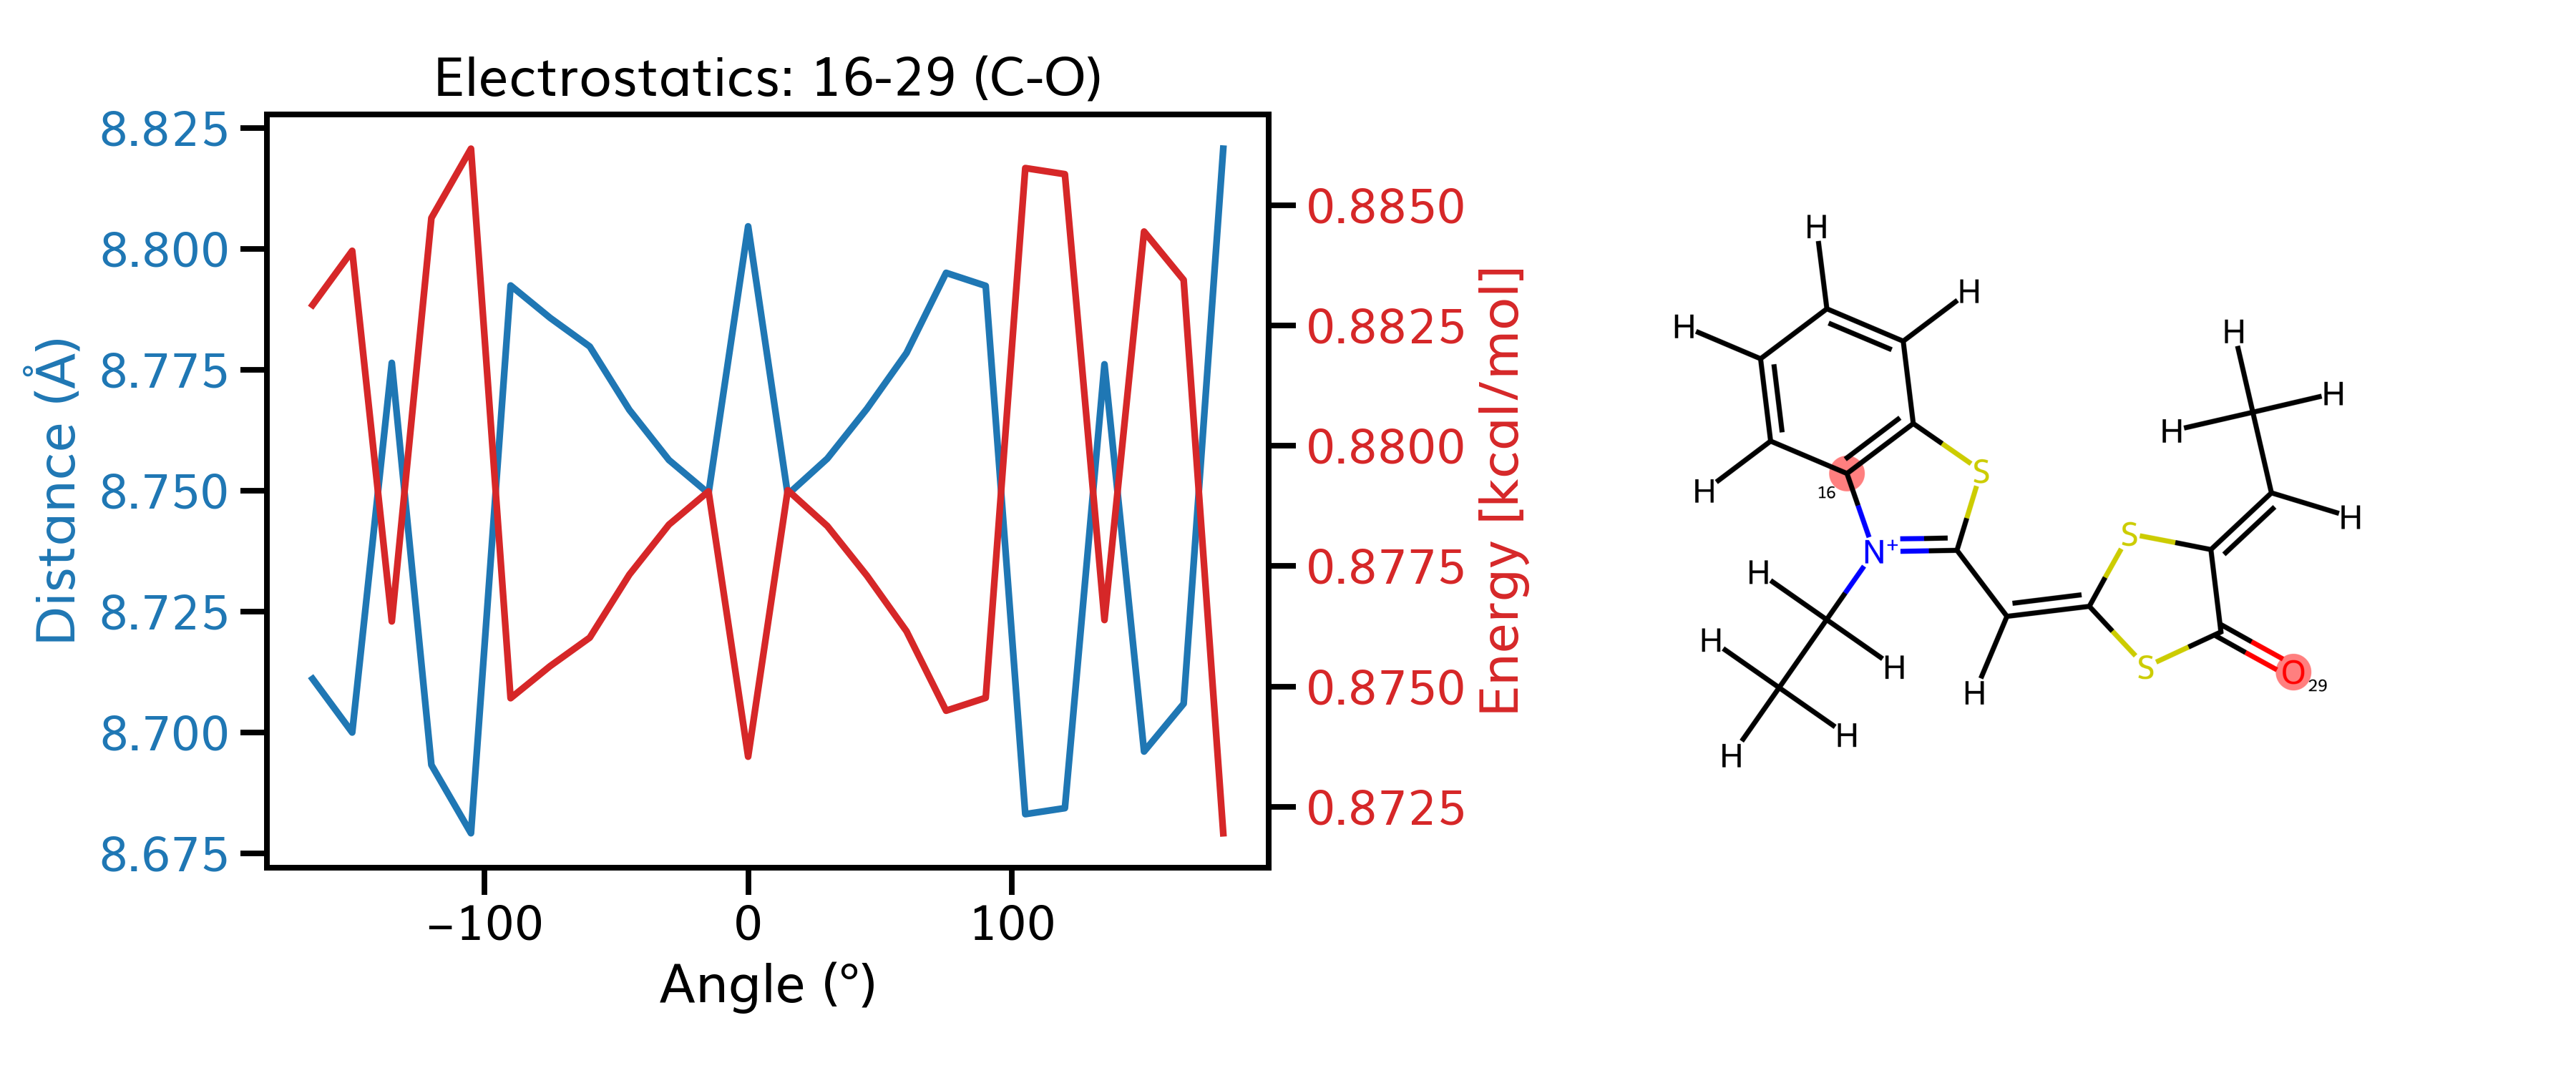 Electrostatics: 16-29 (C-O)
8.825
8.800
8.775
8.750
8.725
8.700
8.675
Distance (Å)
0.8850
0.8825
0.8800
0.8775
0.8750
0.8725
Energy [kcal/mol]
−100 0 100
Angle (°)
H
H
H
H
H
H
H
S
H
16
H
S
N⁺
H
H
H
S
O
29
H
H
H